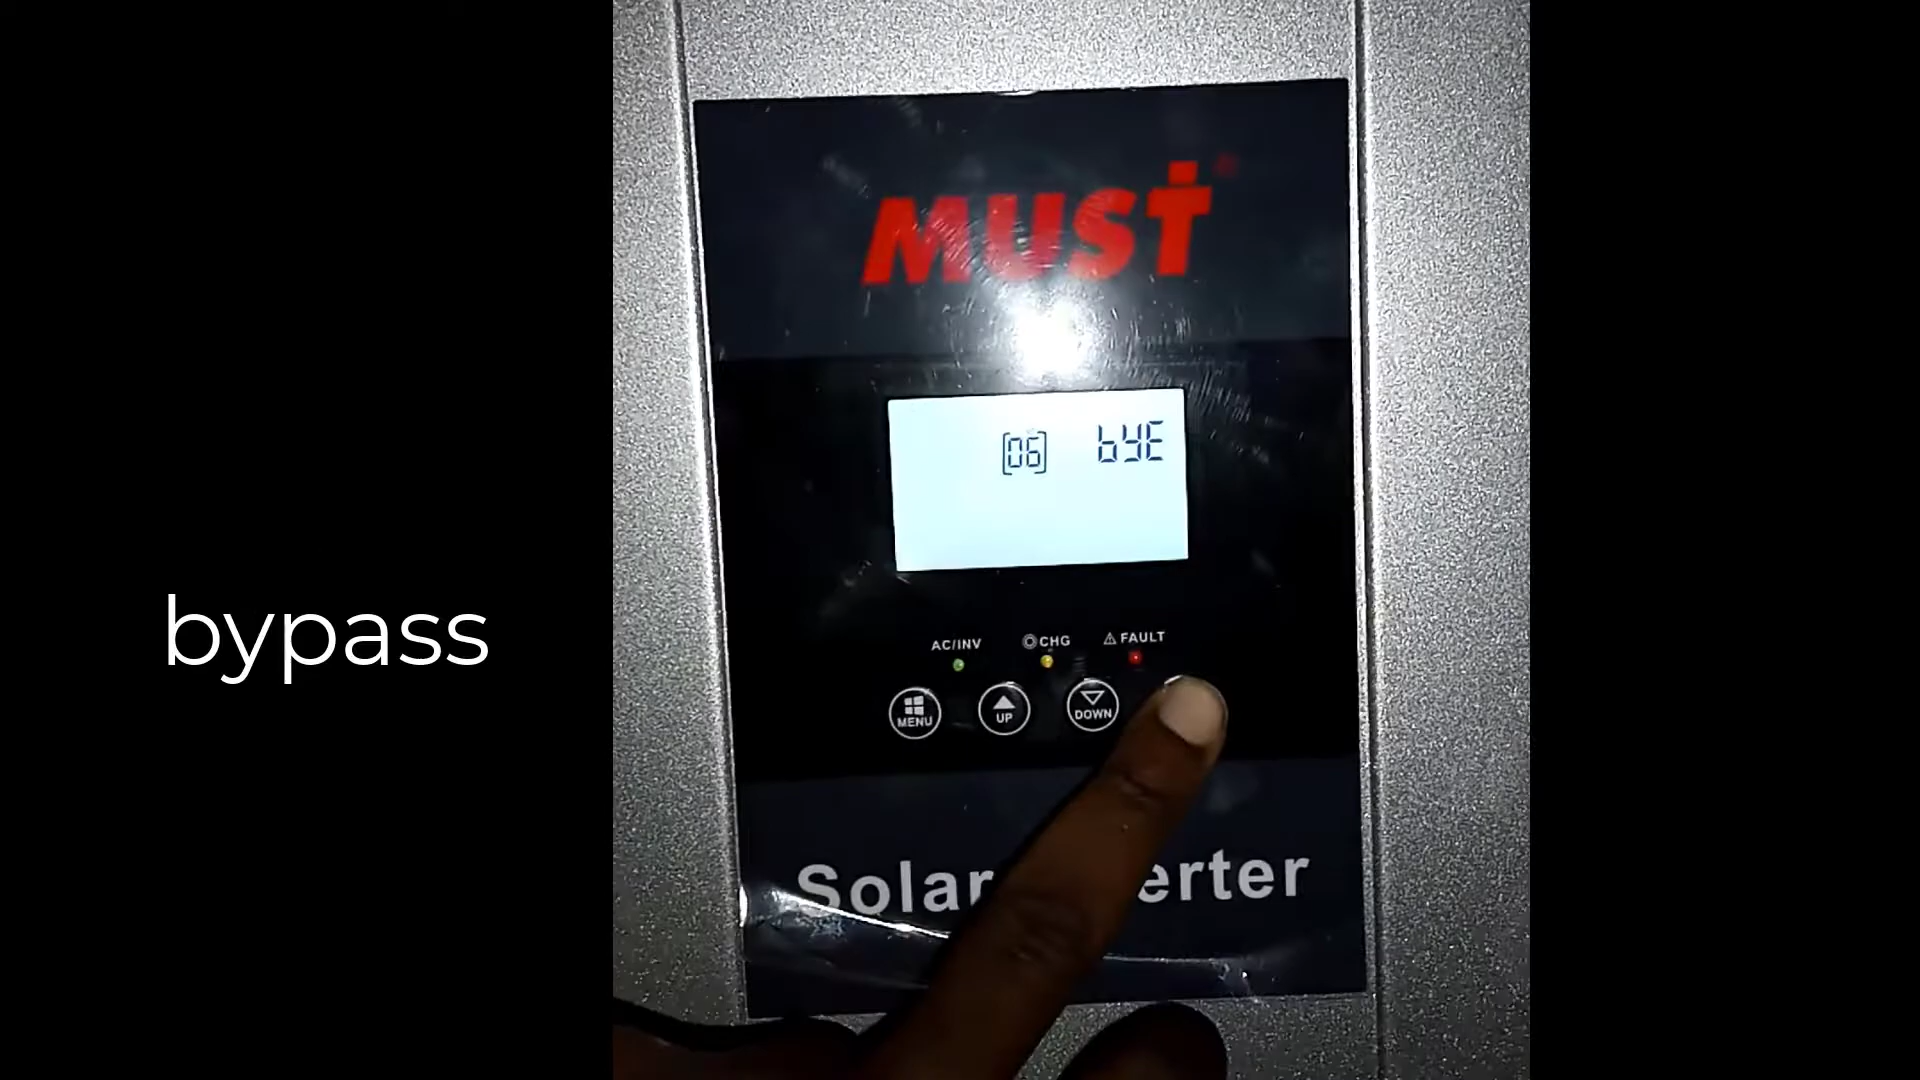 MUST
[06] bYE
AC/INV CHG FAULT
MENU UP DOWN
bypass
Solar erter